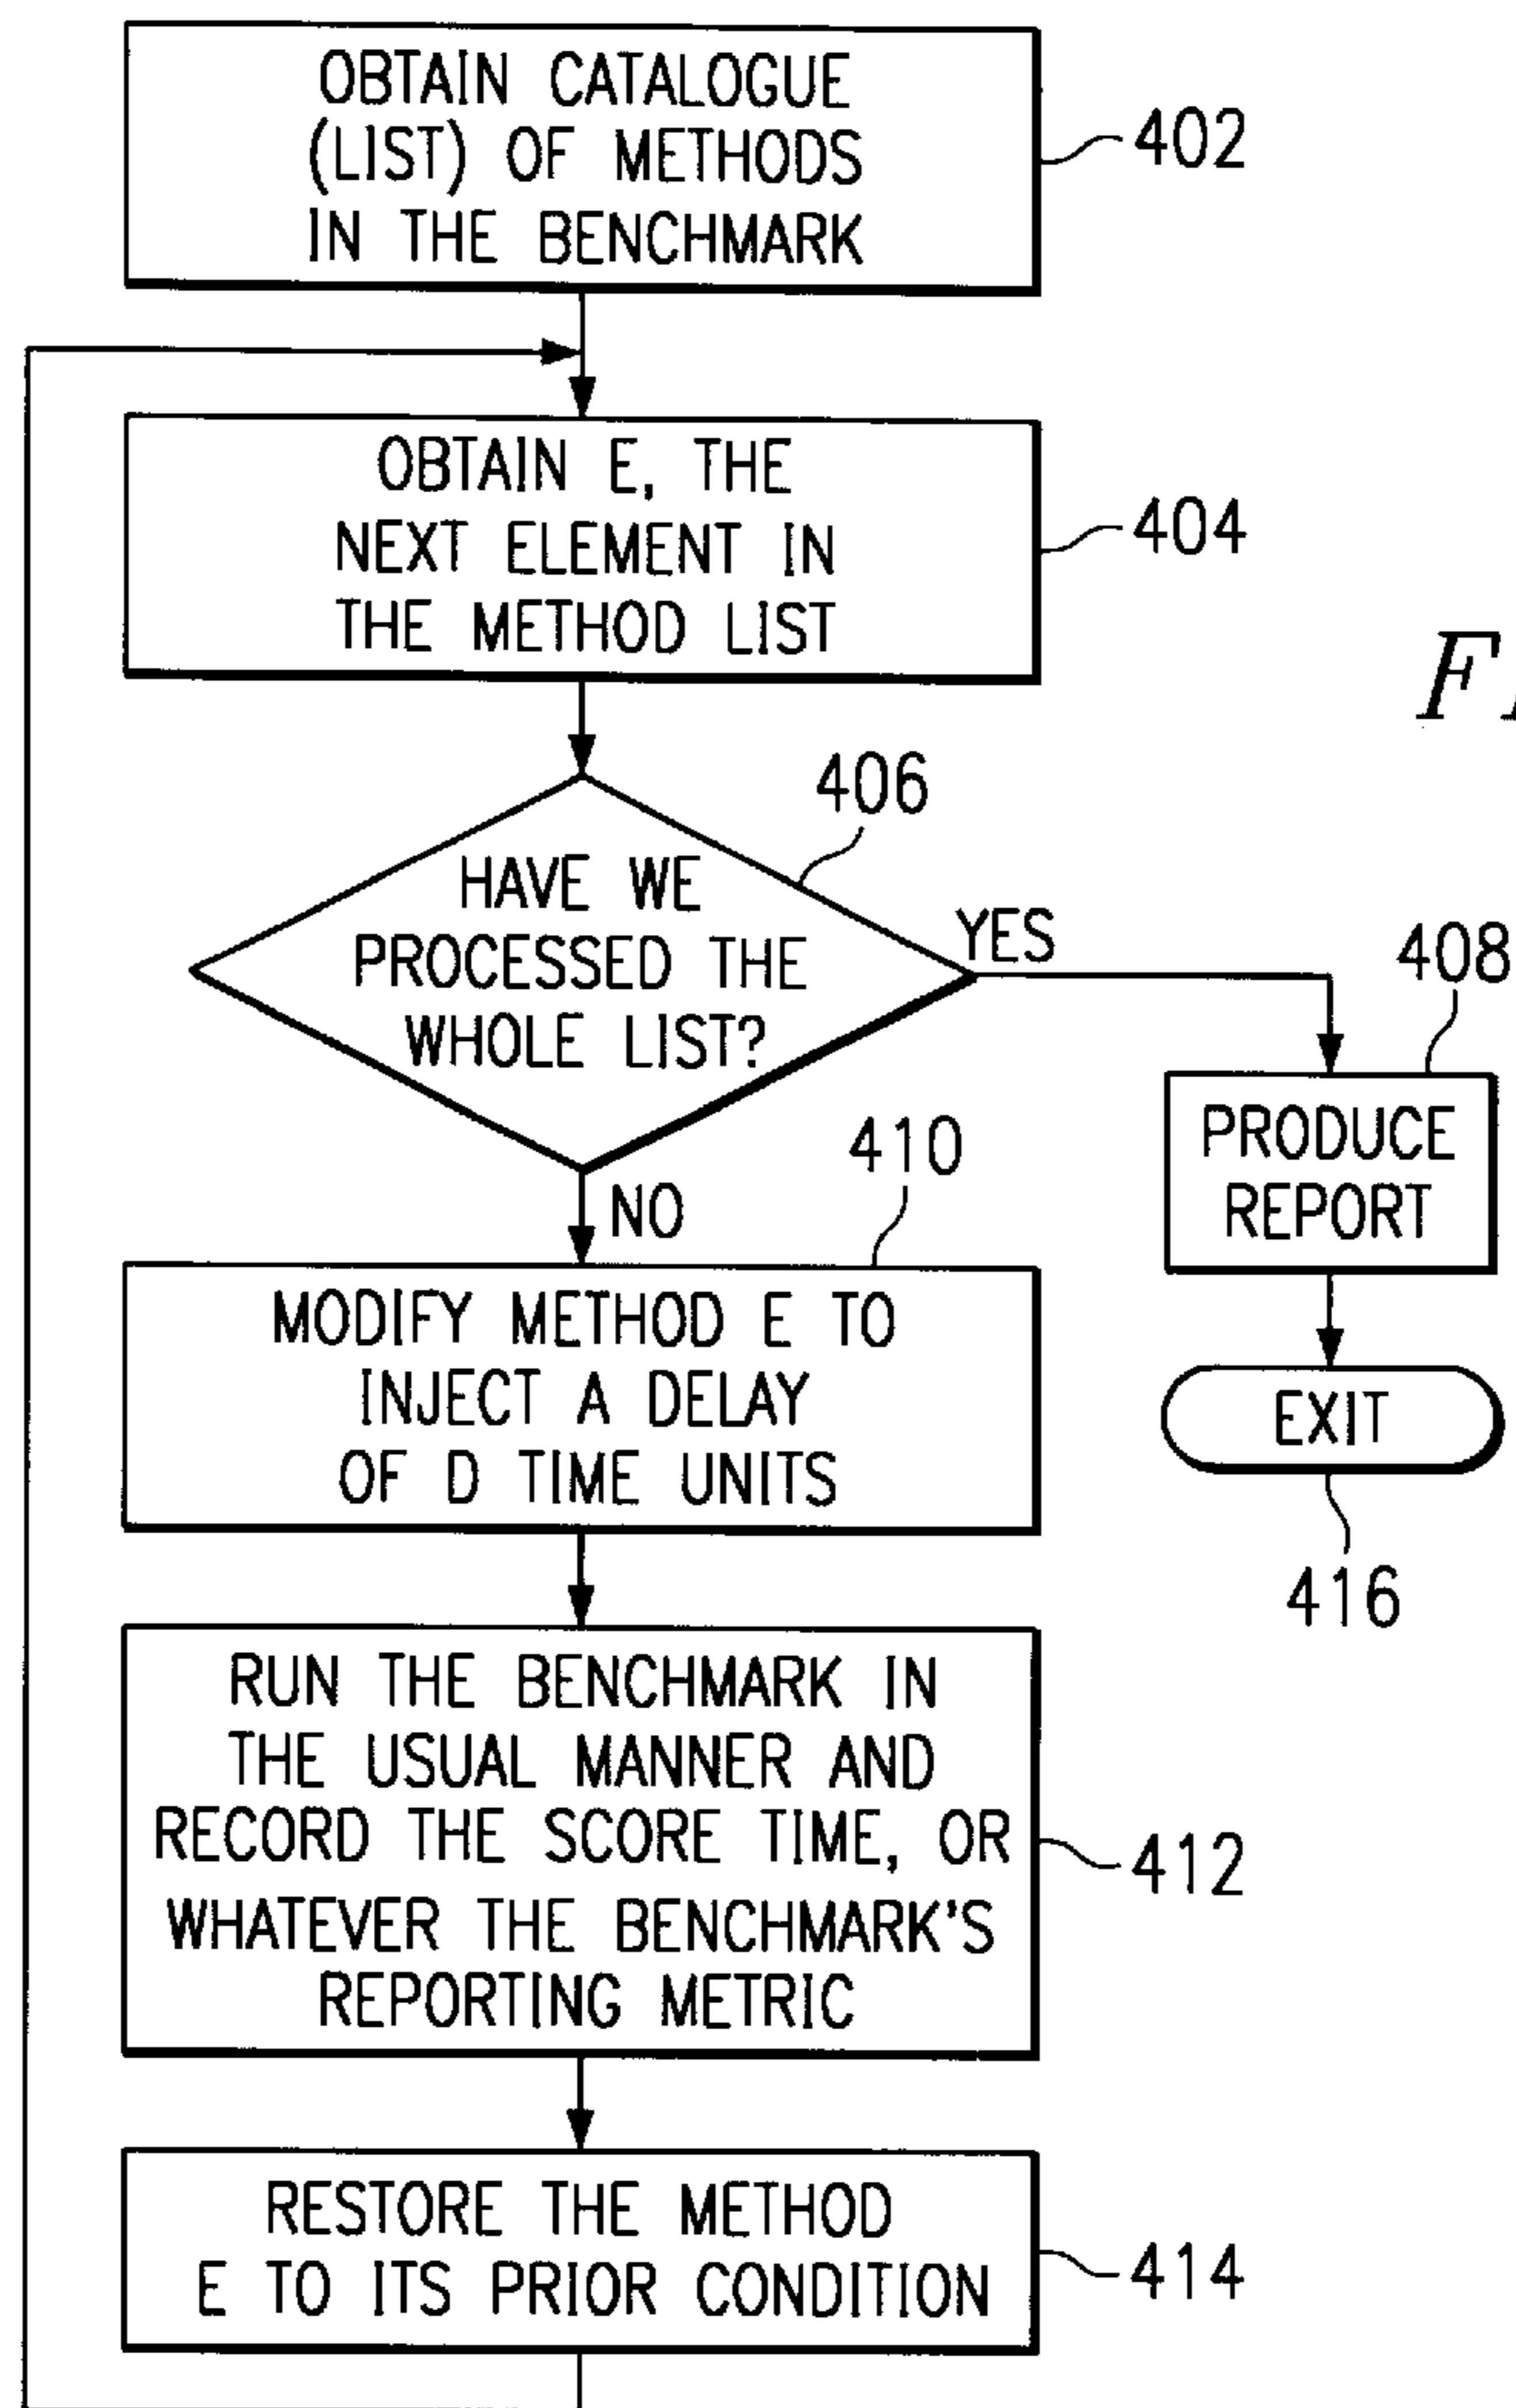 OBTAIN CATALOGUE
(LIST) OF METHODS
IN THE BENCHMARK
402
OBTAIN E, THE
NEXT ELEMENT IN
THE METHOD LIST
404
406
HAVE WE
PROCESSED THE
WHOLE LIST?
YES
408
PRODUCE
REPORT
EXIT
416
NO
410
MODIFY METHOD E TO
INJECT A DELAY
OF D TIME UNITS
RUN THE BENCHMARK IN
THE USUAL MANNER AND
RECORD THE SCORE TIME, OR
WHATEVER THE BENCHMARK'S
REPORTING METRIC
412
RESTORE THE METHOD
E TO ITS PRIOR CONDITION
414